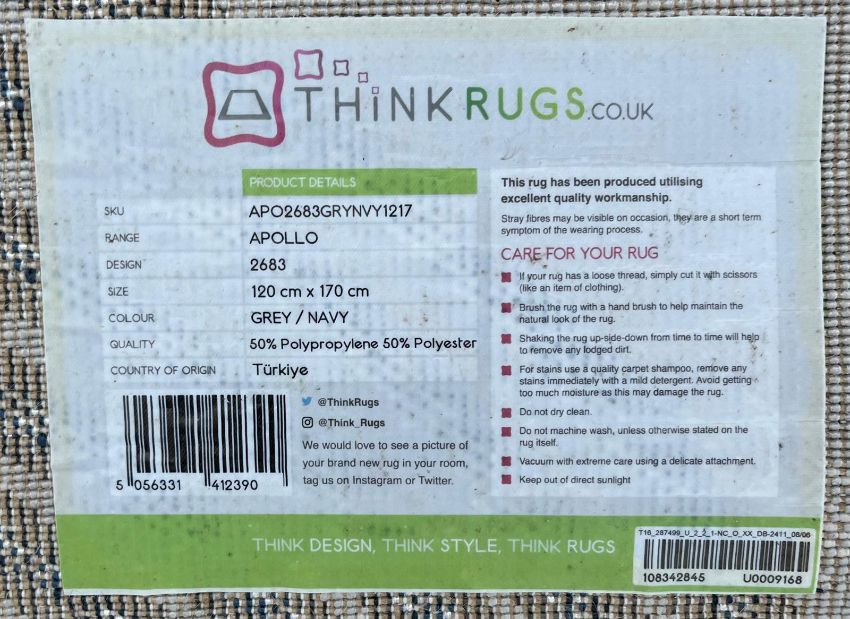 THiNKRUGS.CO.UK
PRODUCT DETAILS
SKU APO2683GRYNVY1217
RANGE APOLLO
DESIGN 2683
SIZE 120 cm x 170 cm
COLOUR GREY / NAVY
QUALITY 50% Polypropylene 50% Polyester
COUNTRY OF ORIGIN Türkiye
5 056331 412390
@ThinkRugs
@Think_Rugs
We would love to see a picture of
your brand new rug in your room,
tag us on Instagram or Twitter.
This rug has been produced utilising
excellent quality workmanship.
Stray fibres may be visible on occasion, they are a short term
symptom of the wearing process.
CARE FOR YOUR RUG
If your rug has a loose thread, simply cut it with scissors
(like an item of clothing).
Brush the rug with a hand brush to help maintain the
natural look of the rug.
Shaking the rug up-side-down from time to time will help
to remove any lodged dirt.
For stains use a quality carpet shampoo, remove any
stains immediately with a mild detergent. Avoid getting
too much moisture as this may damage the rug.
Do not dry clean.
Do not machine wash, unless otherwise stated on the
rug itself.
Vacuum with extreme care using a delicate attachment.
Keep out of direct sunlight
THINK DESIGN, THINK STYLE, THINK RUGS
T16_287499_U_2_2_1-NC_O_XX_DB-2411_08/06
108342845 U0009168